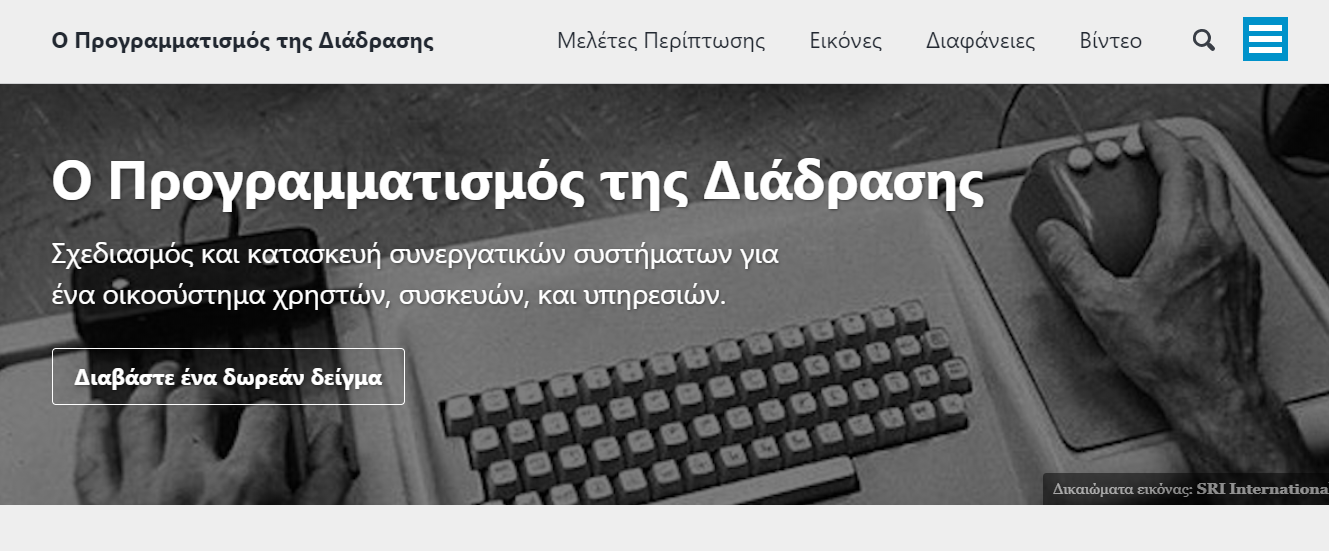 Ο Προγραμματισμός της Διάδρασης
Μελέτες Περίπτωσης Εικόνες Διαφάνειες Βίντεο
Ο Προγραμματισμός της Διάδρασης
Σχεδιασμός και κατασκευή συνεργατικών συστήματων για
ένα οικοσύστημα χρηστών, συσκευών, και υπηρεσιών.
Διαβάστε ένα δωρεάν δείγμα
Δικαιώματα εικόνας: SRI Internationa